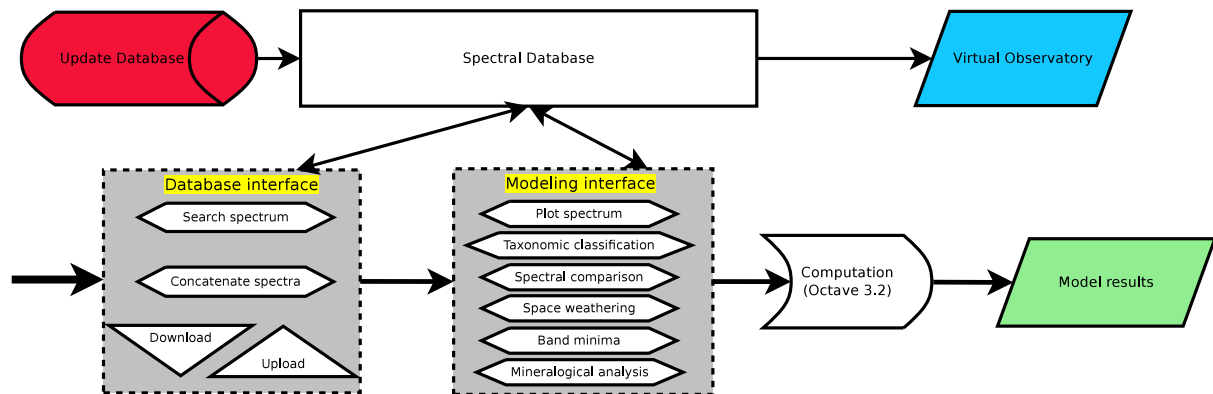 Update Database
Spectral Database
Virtual Observatory
Database interface
Search spectrum
Concatenate spectra
Download
Upload
Modeling interface
Plot spectrum
Taxonomic classification
Spectral comparison
Space weathering
Band minima
Mineralogical analysis
Computation
(Octave 3.2)
Model results